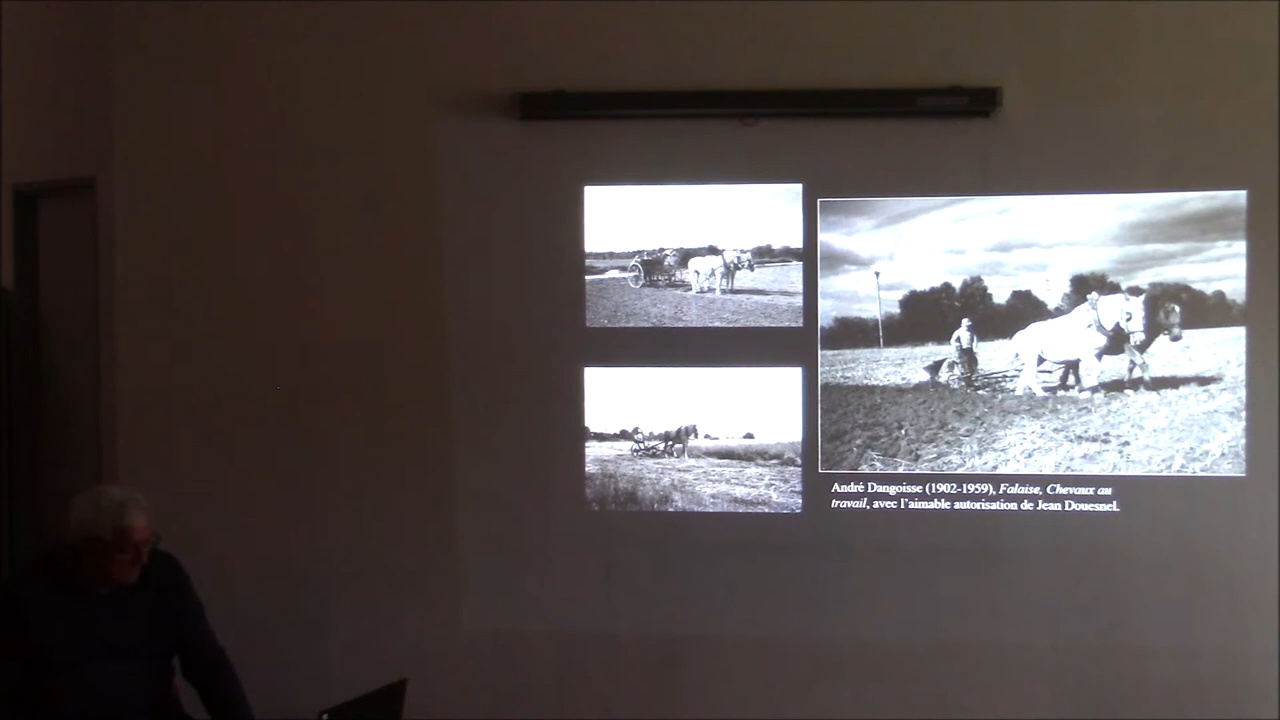 André Dangoisse (1902-1959), Falaise, Chevaux au
travail, avec l'aimable autorisation de Jean Douesnel.